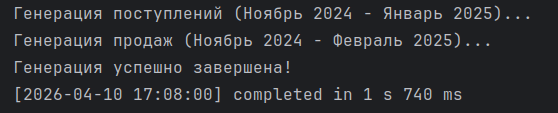 Генерация поступлений (Ноябрь 2024 - Январь 2025)...
Генерация продаж (Ноябрь 2024 - Февраль 2025)...
Генерация успешно завершена!
[2026-04-10 17:08:00] completed in 1 s 740 ms